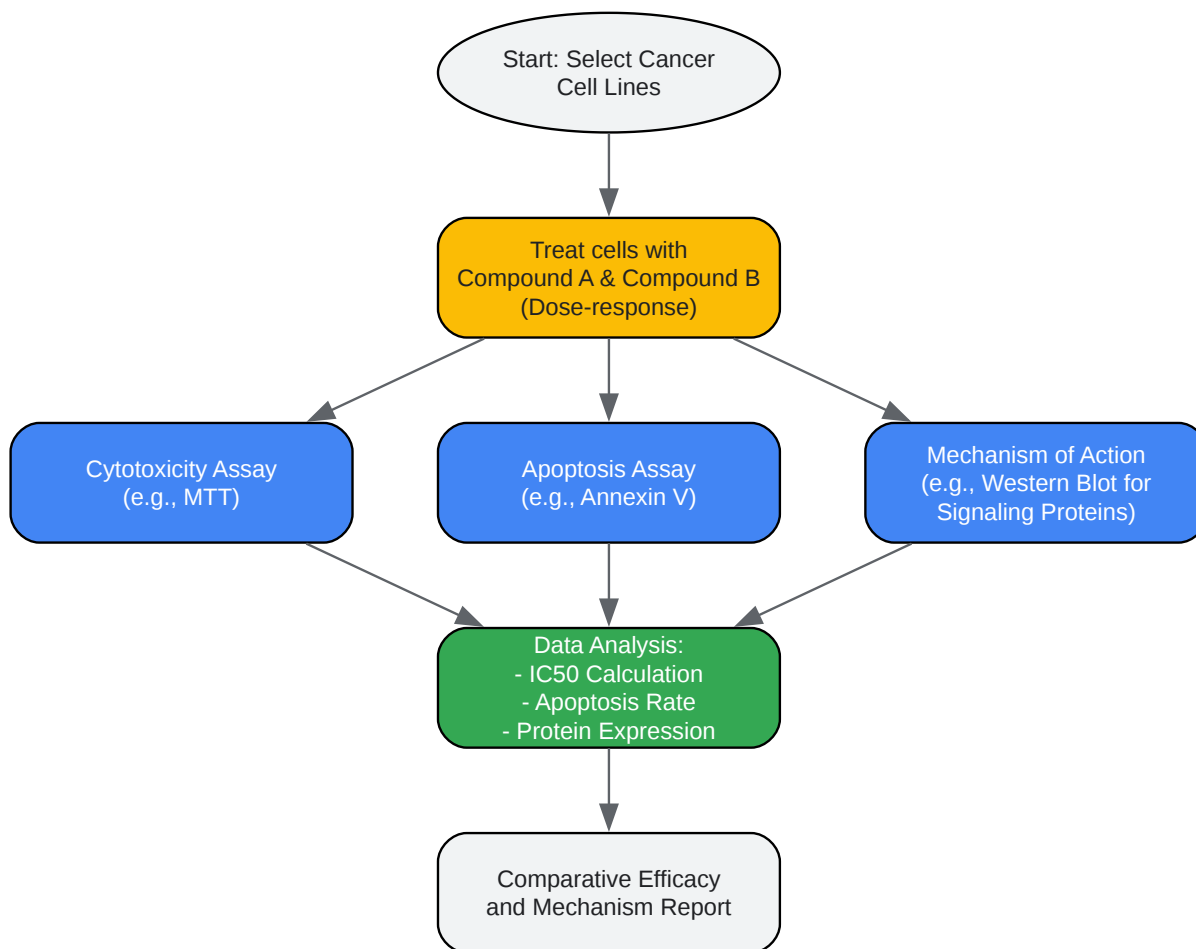 Start: Select Cancer
Cell Lines
Treat cells with
Compound A & Compound B
(Dose-response)
Cytotoxicity Assay
(e.g., MTT)
Apoptosis Assay
(e.g., Annexin V)
Mechanism of Action
(e.g., Western Blot for
Signaling Proteins)
Data Analysis:
- IC50 Calculation
- Apoptosis Rate
- Protein Expression
Comparative Efficacy
and Mechanism Report